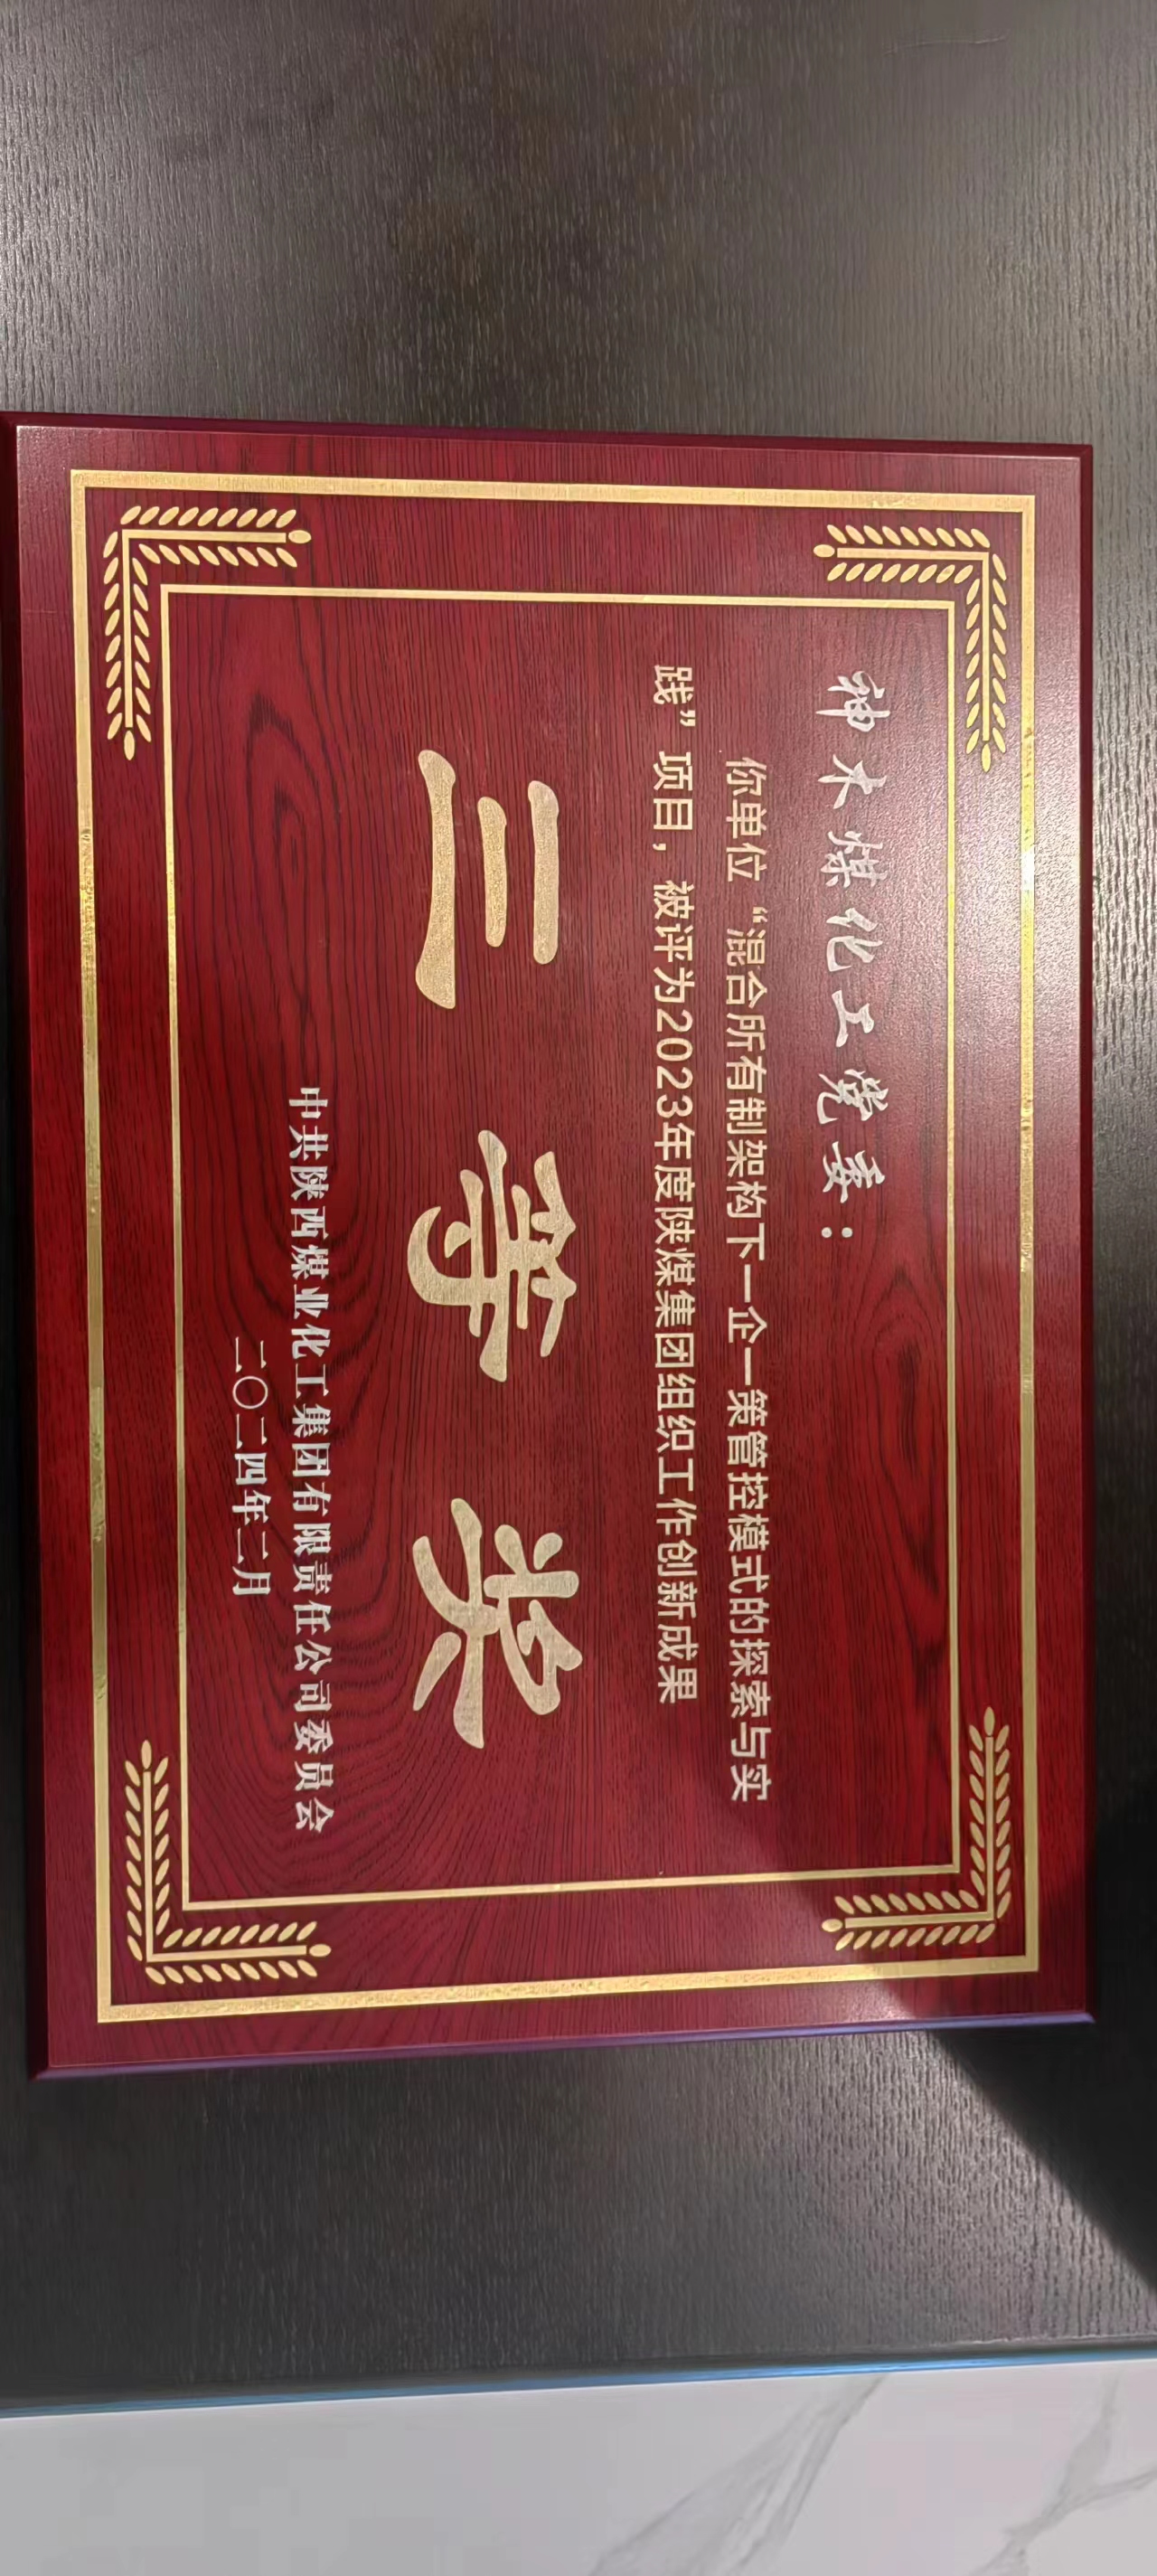 神木煤化工党委：
你单位“混合所有制架构下一企一策管控模式的探索与实
践”项目，被评为2023年度陕煤集团组织工作创新成果
三等奖
中共陕西煤业化工集团有限责任公司委员会
二〇二四年二月